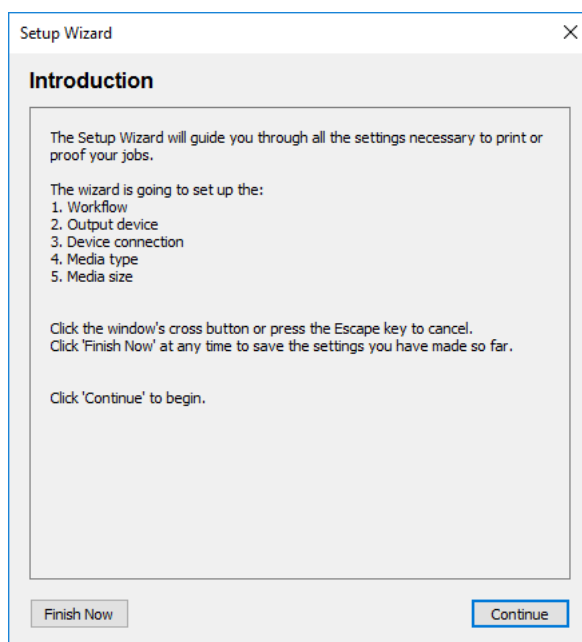 Setup Wizard
Introduction
The Setup Wizard will guide you through all the settings necessary to print or
proof your jobs.
The wizard is going to set up the:
1. Workflow
2. Output device
3. Device connection
4. Media type
5. Media size
Click the window's cross button or press the Escape key to cancel.
Click 'Finish Now' at any time to save the settings you have made so far.
Click 'Continue' to begin.
Finish Now
Continue